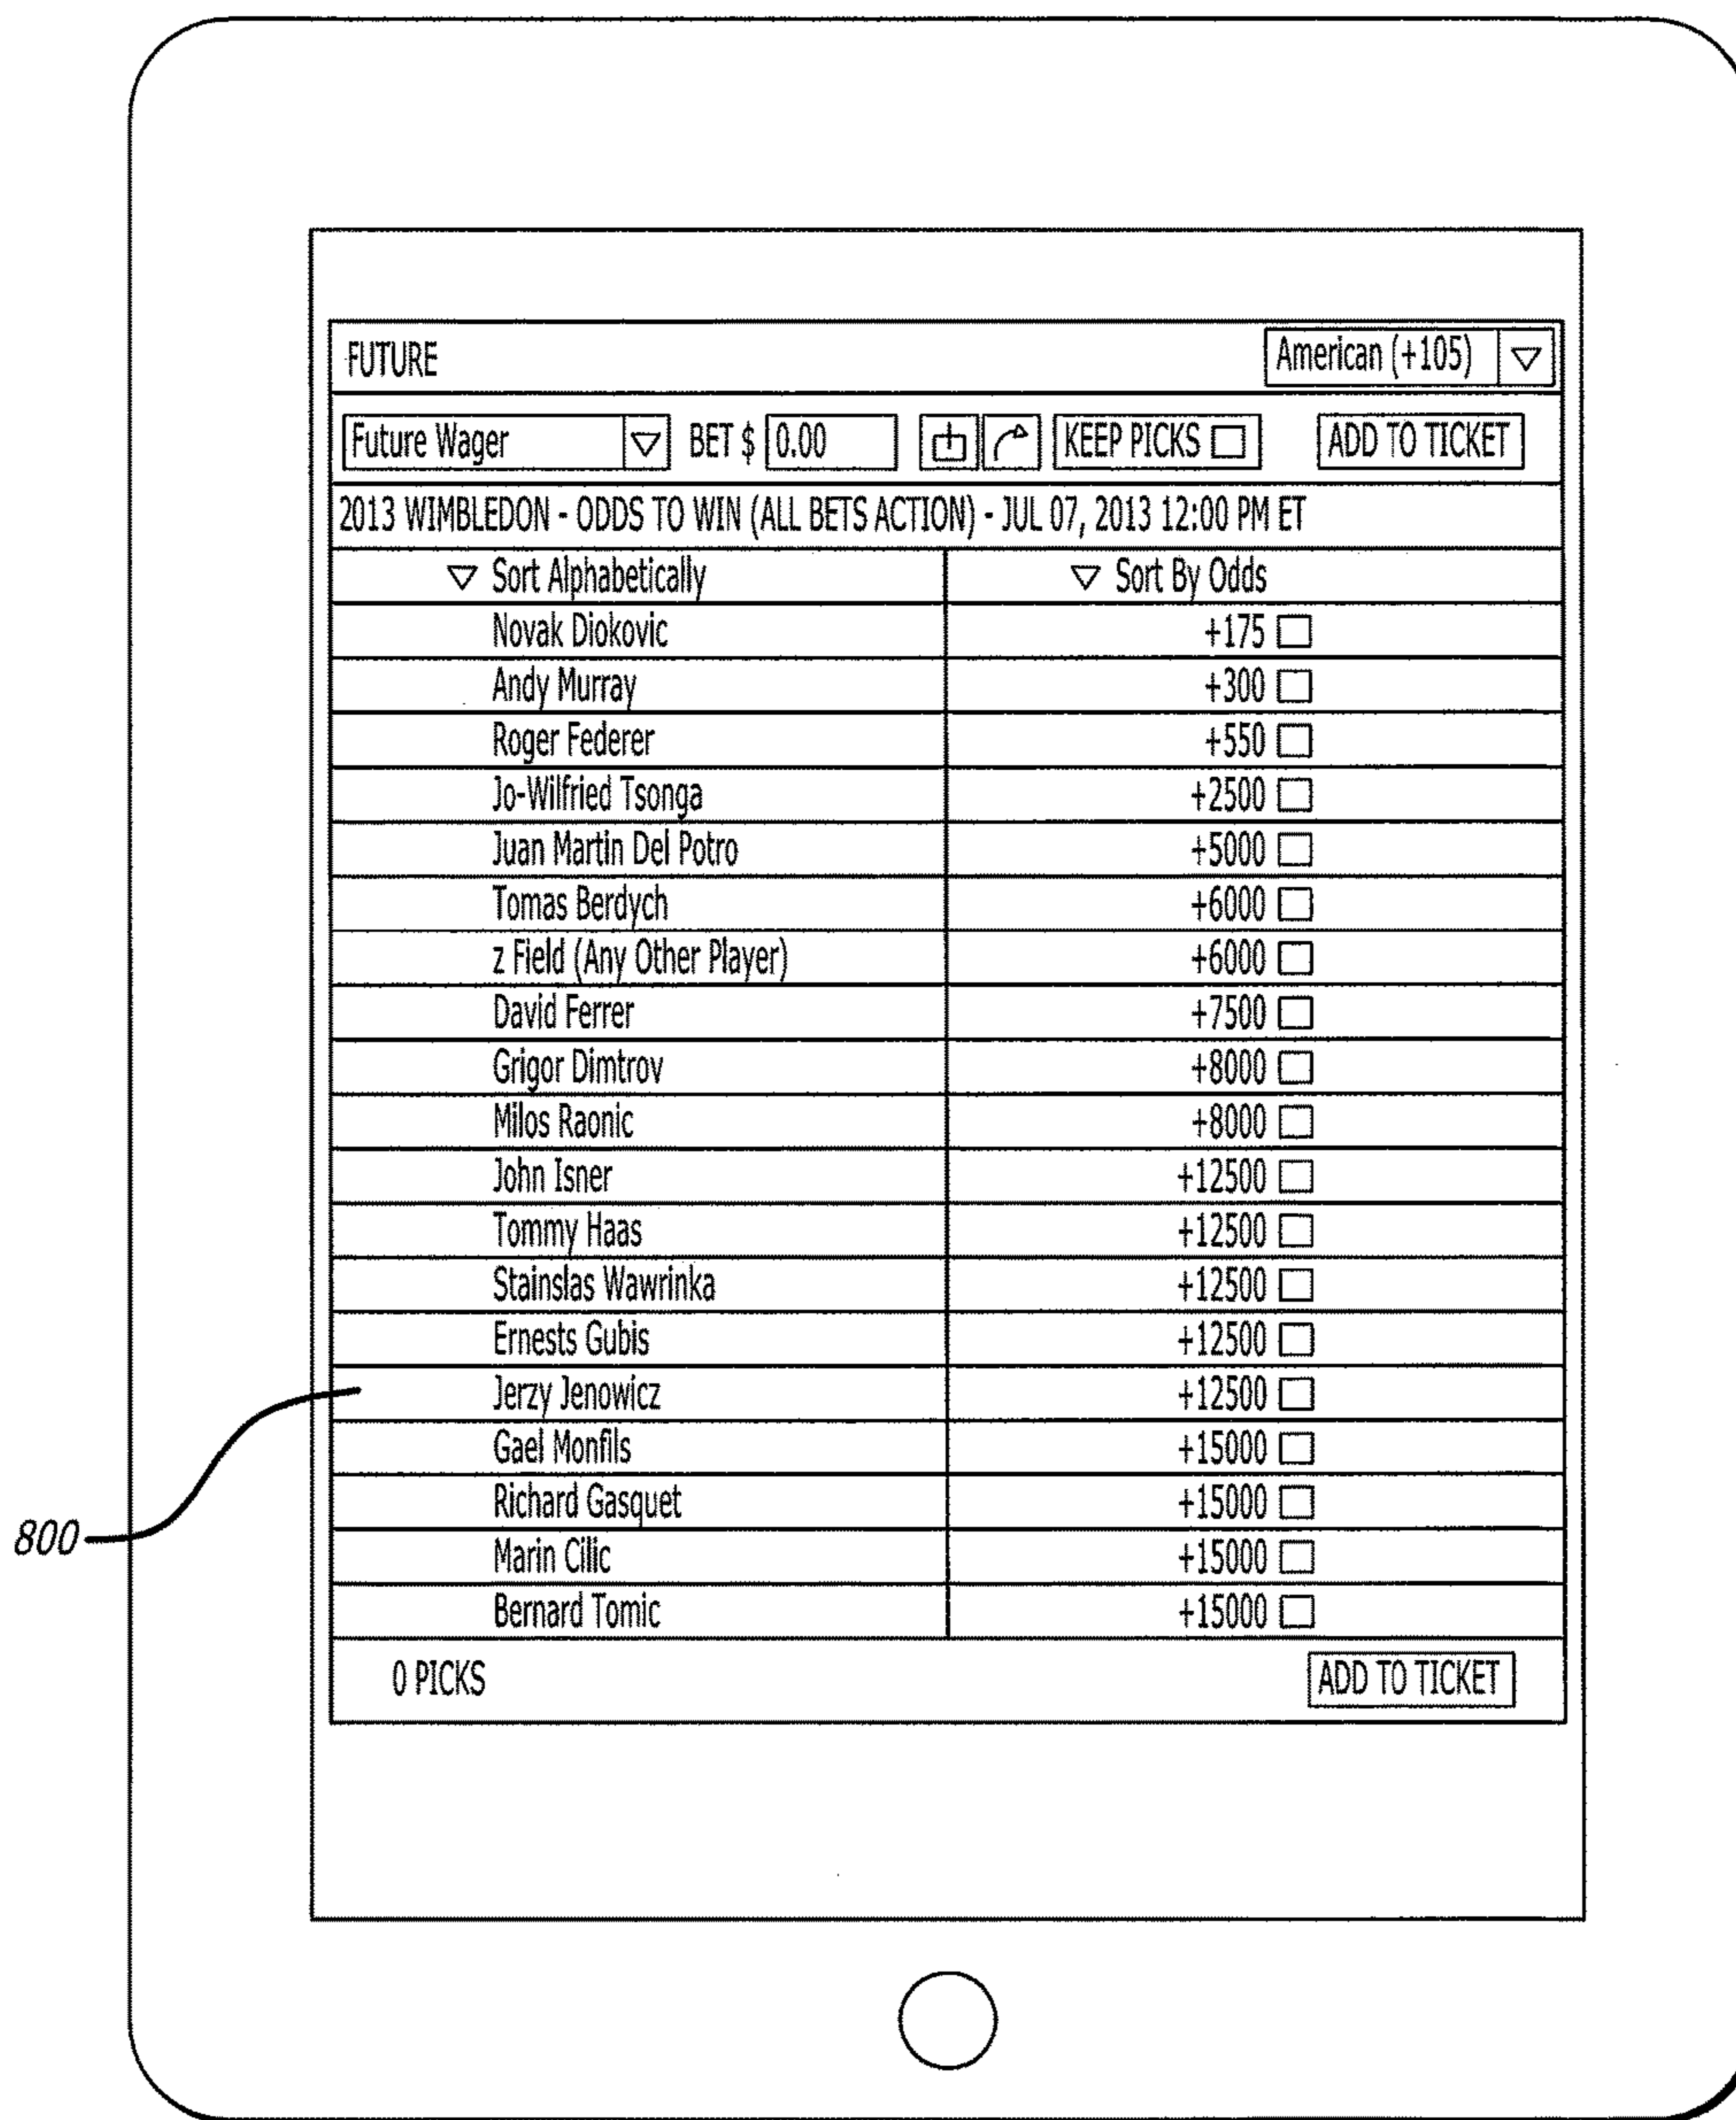 FUTURE American (+105)
Future Wager BET $ 0.00 KEEP PICKS ADD TO TICKET
2013 WIMBLEDON - ODDS TO WIN (ALL BETS ACTION) - JUL 07, 2013 12:00 PM ET
Sort Alphabetically Sort By Odds
Novak Diokovic +175
Andy Murray +300
Roger Federer +550
Jo-Wilfried Tsonga +2500
Juan Martin Del Potro +5000
Tomas Berdych +6000
z Field (Any Other Player) +6000
David Ferrer +7500
Grigor Dimtrov +8000
Milos Raonic +8000
John Isner +12500
Tommy Haas +12500
Stainslas Wawrinka +12500
Ernests Gubis +12500
Jerzy Jenowicz +12500
Gael Monfils +15000
Richard Gasquet +15000
800
Marin Cilic +15000
Bernard Tomic +15000
0 PICKS ADD TO TICKET